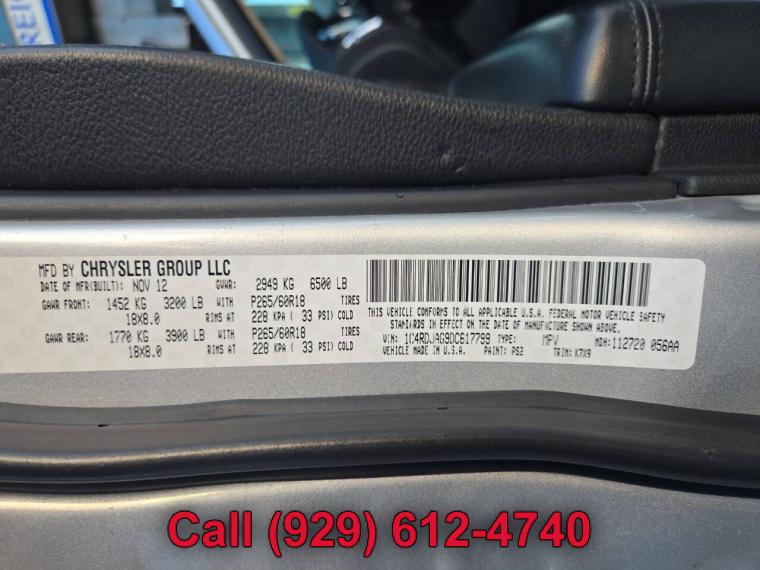 REI
MFD BY CHRYSLER GROUP LLC
DATE OF MFR(BUILT): NOV 12 GVWR: 2949 KG 6500 LB
GAWR FRONT: 1452 KG 3200 LB WITH P265/60R18 TIRES
18X8.0 RIMS AT 228 KPA ( 33 PSI) COLD
GAWR REAR: 1770 KG 3900 LB WITH P265/60R18 TIRES
18X8.0 RIMS AT 228 KPA ( 33 PSI) COLD
THIS VEHICLE CONFORMS TO ALL APPLICABLE U.S.A. FEDERAL MOTOR VEHICLE SAFETY
STANDARDS IN EFFECT ON THE DATE OF MANUFACTURE SHOWN ABOVE.
VIN: 1C4RDJAG9DC617799 TYPE: MPV MDH: 112720 056AA
VEHICLE MADE IN U.S.A. PAINT: PS2 TRIM: K7X9
Call (929) 612-4740